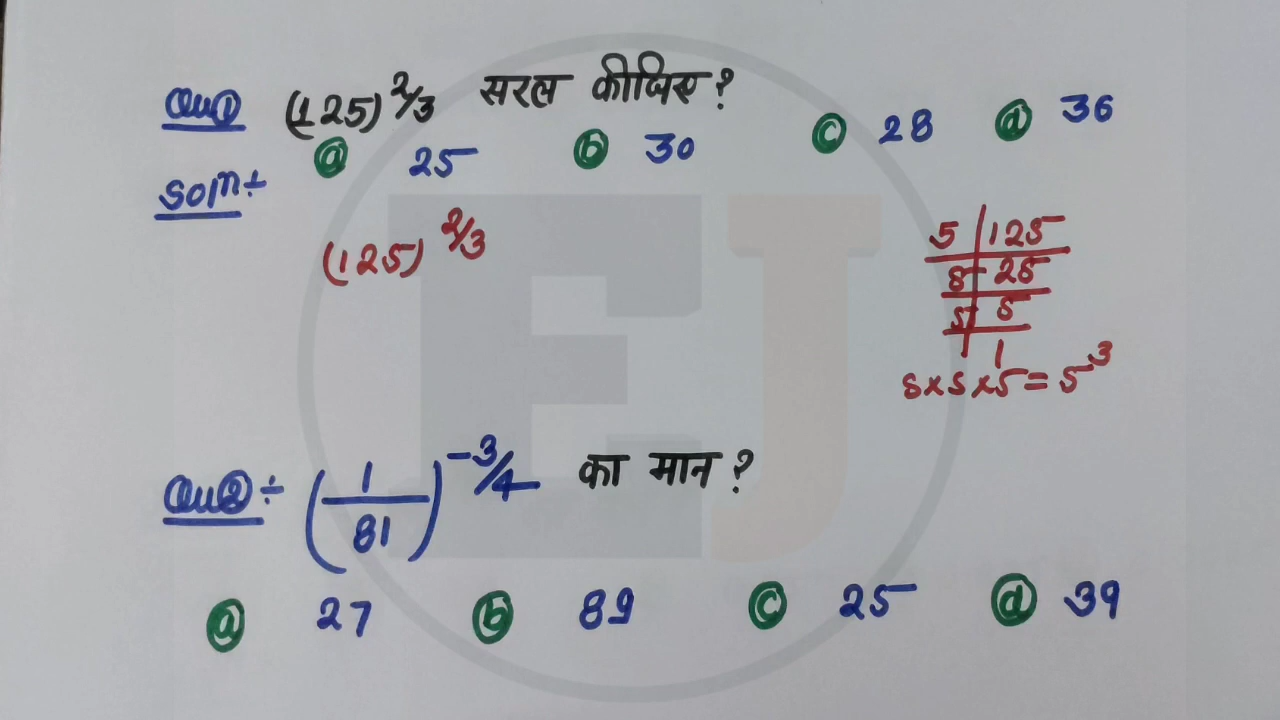 Que① (125)^2/3 सरल कीजिए?
ⓐ 25 ⓑ 30 ⓒ 28 ⓓ 36
Soln÷
(125)^2/3
5|125
5|25
5|5
1
5×5×5=5^3
Que②÷ (1/81)^-3/4 का मान?
ⓐ 27 ⓑ 89 ⓒ 25 ⓓ 39
EJ